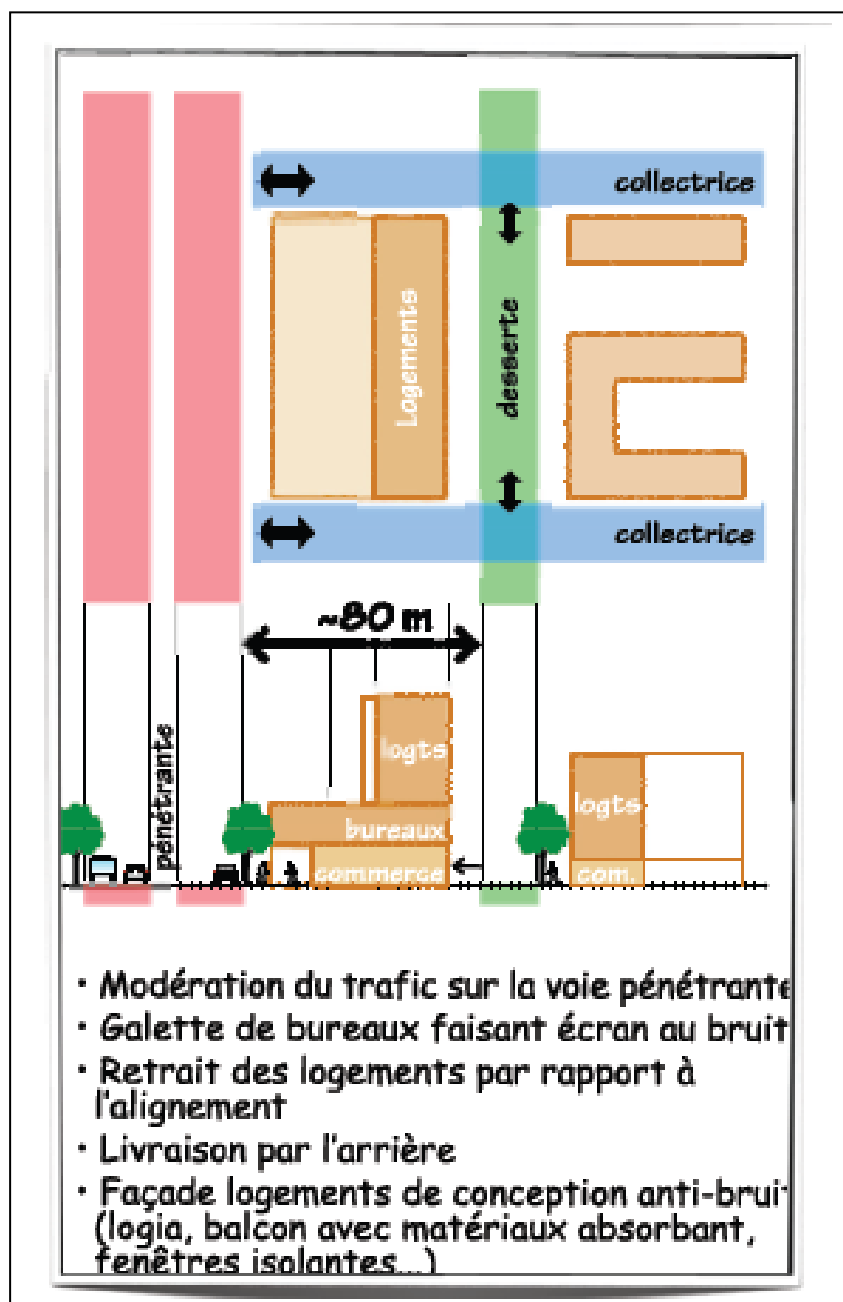 collectrice
Logements
desserte
collectrice
~80 m
pénétrante
logts
bureaux
commerce
logts
com.
• Modération du trafic sur la voie pénétrante
• Galette de bureaux faisant écran au bruit
• Retrait des logements par rapport à
l'alignement
• Livraison par l'arrière
• Façade logements de conception anti-bruit
(logia, balcon avec matériaux absorbant,
fenêtres isolantes...)